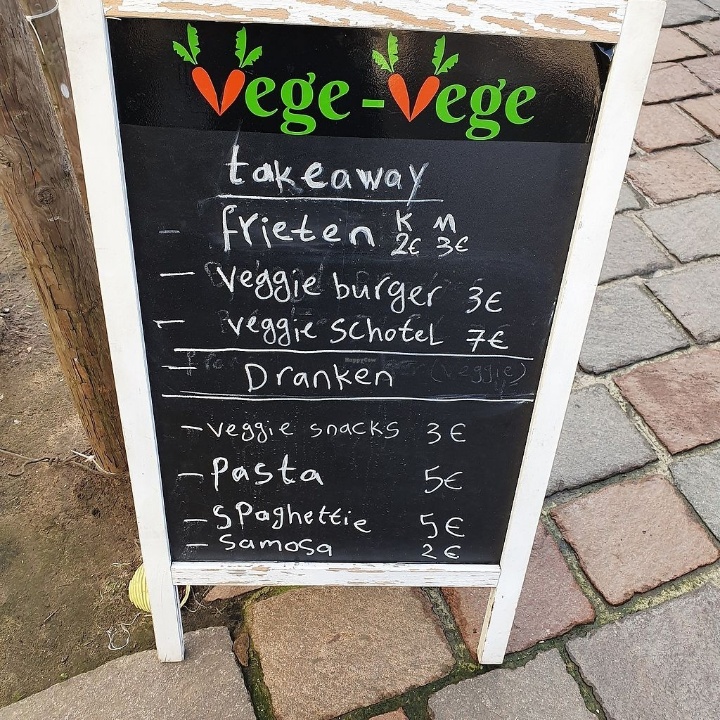 Vege-Vege
takeaway
frieten K M
2€ 3€
- veggie burger 3€
- veggie schotel 7€
Dranken (veggie)
- veggie snacks 3€
- Pasta 5€
- SPaghettie 5€
- Samosa 2€